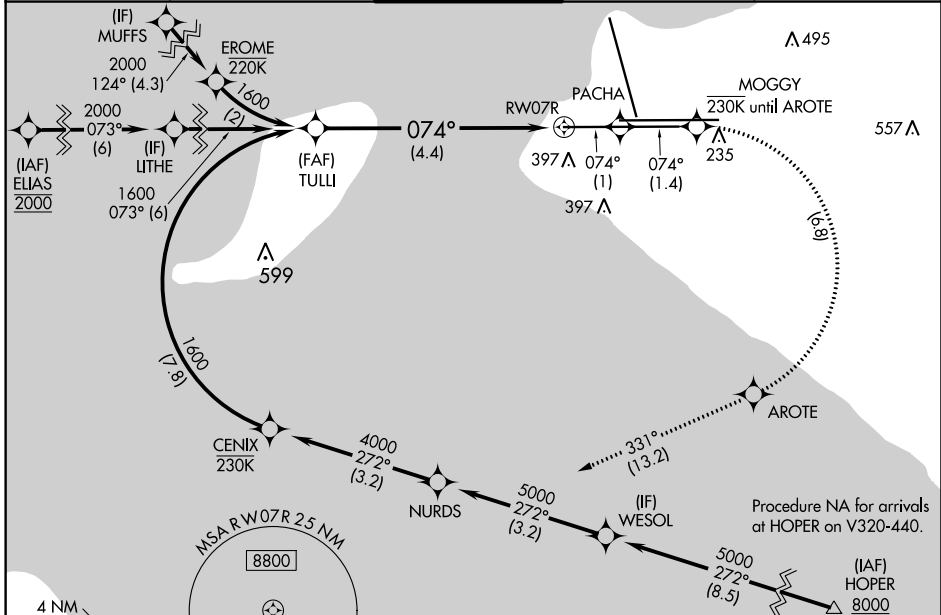 (IF)
MUFFS
2000
124° (4.3)
EROME
220K
1600
(2)
2000
073°
(6)
(IAF)
ELIAS
2000
(IF)
LITHE
1600
073° (6)
(FAF)
TULLI
074°
(4.4)
RW07R
PACHA
MOGGY
230K until AROTE
495
557
235
397
397
074°
(1)
074°
(1.4)
(6.8)
599
1600
(7.8)
CENIX
230K
4000
272°
(3.2)
NURDS
5000
272°
(3.2)
(IF)
WESOL
AROTE
331°
(13.2)
Procedure NA for arrivals
at HOPER on V320-440.
5000
272°
(8.5)
(IAF)
HOPER
8000
MSA RW07R 25 NM
8800
4 NM